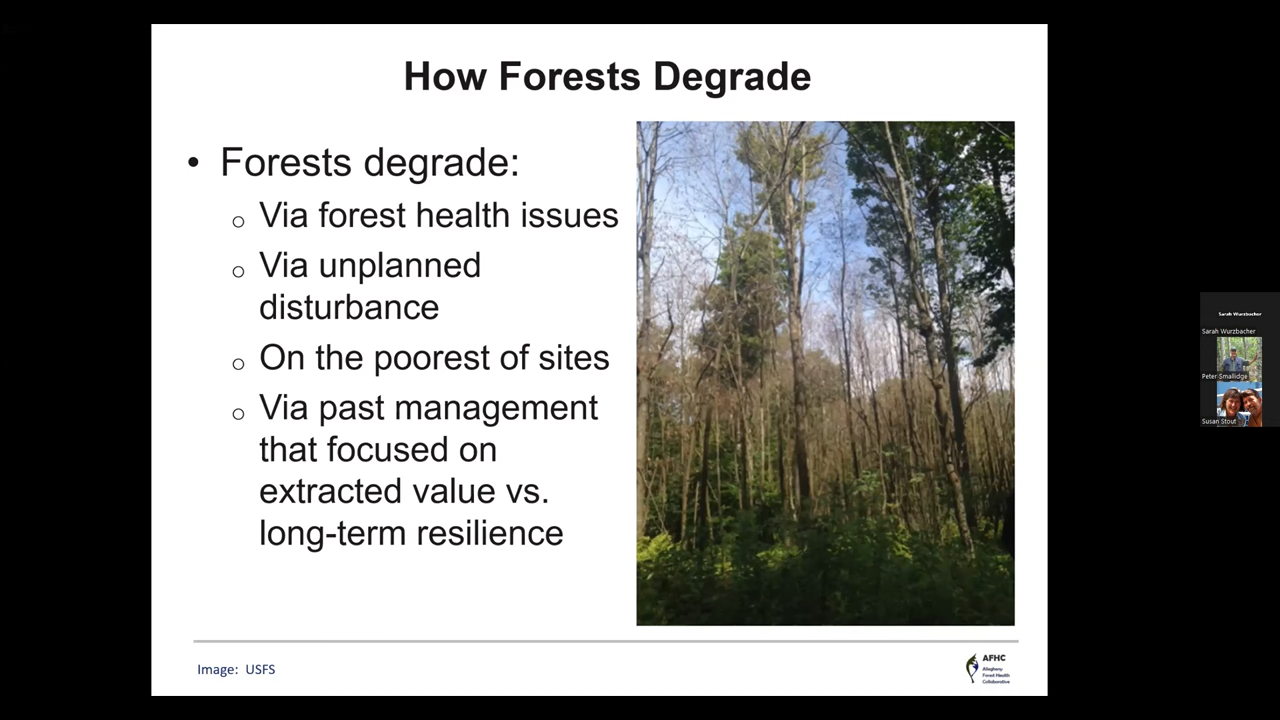 How Forests Degrade
• Forests degrade:
o Via forest health issues
o Via unplanned
disturbance
o On the poorest of sites
o Via past management
that focused on
extracted value vs.
long-term resilience
Image: USFS
AFHC
Allegheny
Forest Health
Collaborative
Sarah Wurzbacher
Sarah Wurzbacher
Peter Smallidge
Susan Stout